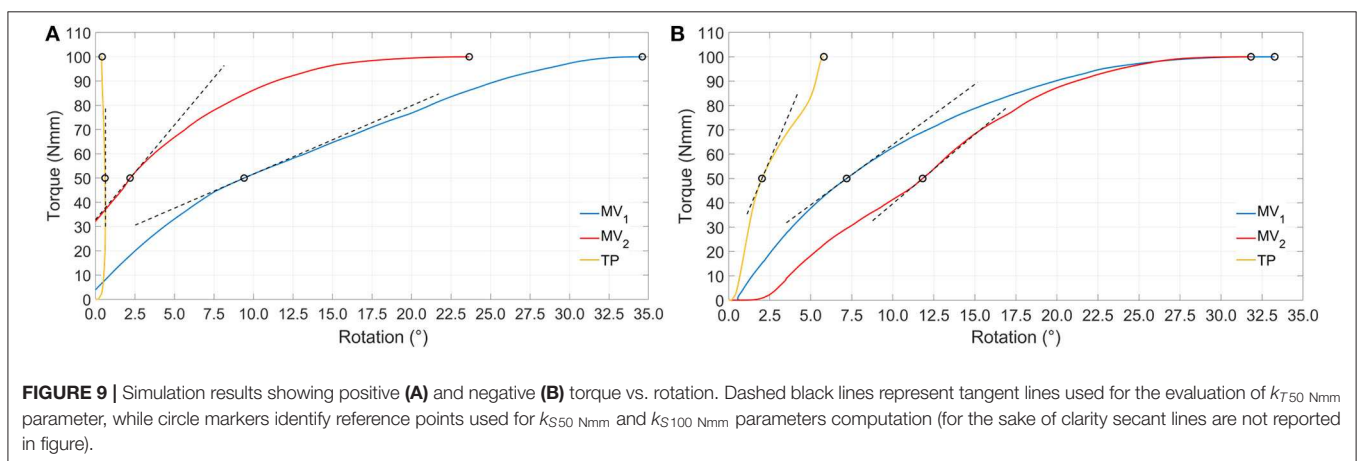 A
110
100
90
80
70
60
50
40
30
20
10
0
Torque (Nmm)
0.0 2.5 5.0 7.5 10.0 12.5 15.0 17.5 20.0 22.5 25.0 27.5 30.0 32.5 35.0
Rotation (°)
MV1
MV2
TP
B
110
100
90
80
70
60
50
40
30
20
10
0
Torque (Nmm)
0.0 2.5 5.0 7.5 10.0 12.5 15.0 17.5 20.0 22.5 25.0 27.5 30.0 32.5 35.0
Rotation (°)
MV1
MV2
TP
FIGURE 9 | Simulation results showing positive (A) and negative (B) torque vs. rotation. Dashed black lines represent tangent lines used for the evaluation of kT50 Nmm
parameter, while circle markers identify reference points used for kS50 Nmm and kS100 Nmm parameters computation (for the sake of clarity secant lines are not reported
in figure).